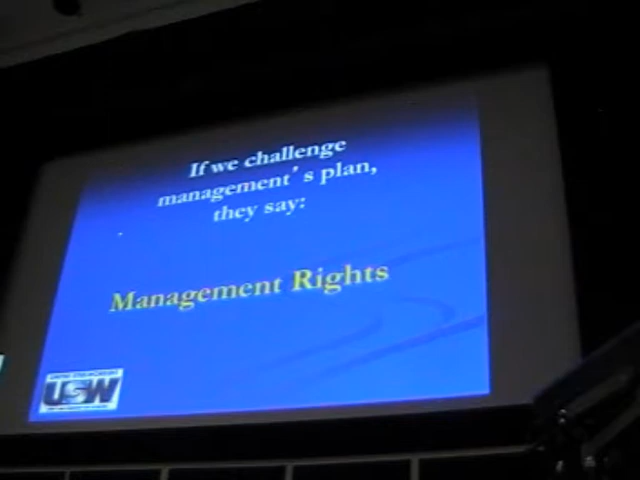 If we challenge
management's plan,
they say:
Management Rights
USW